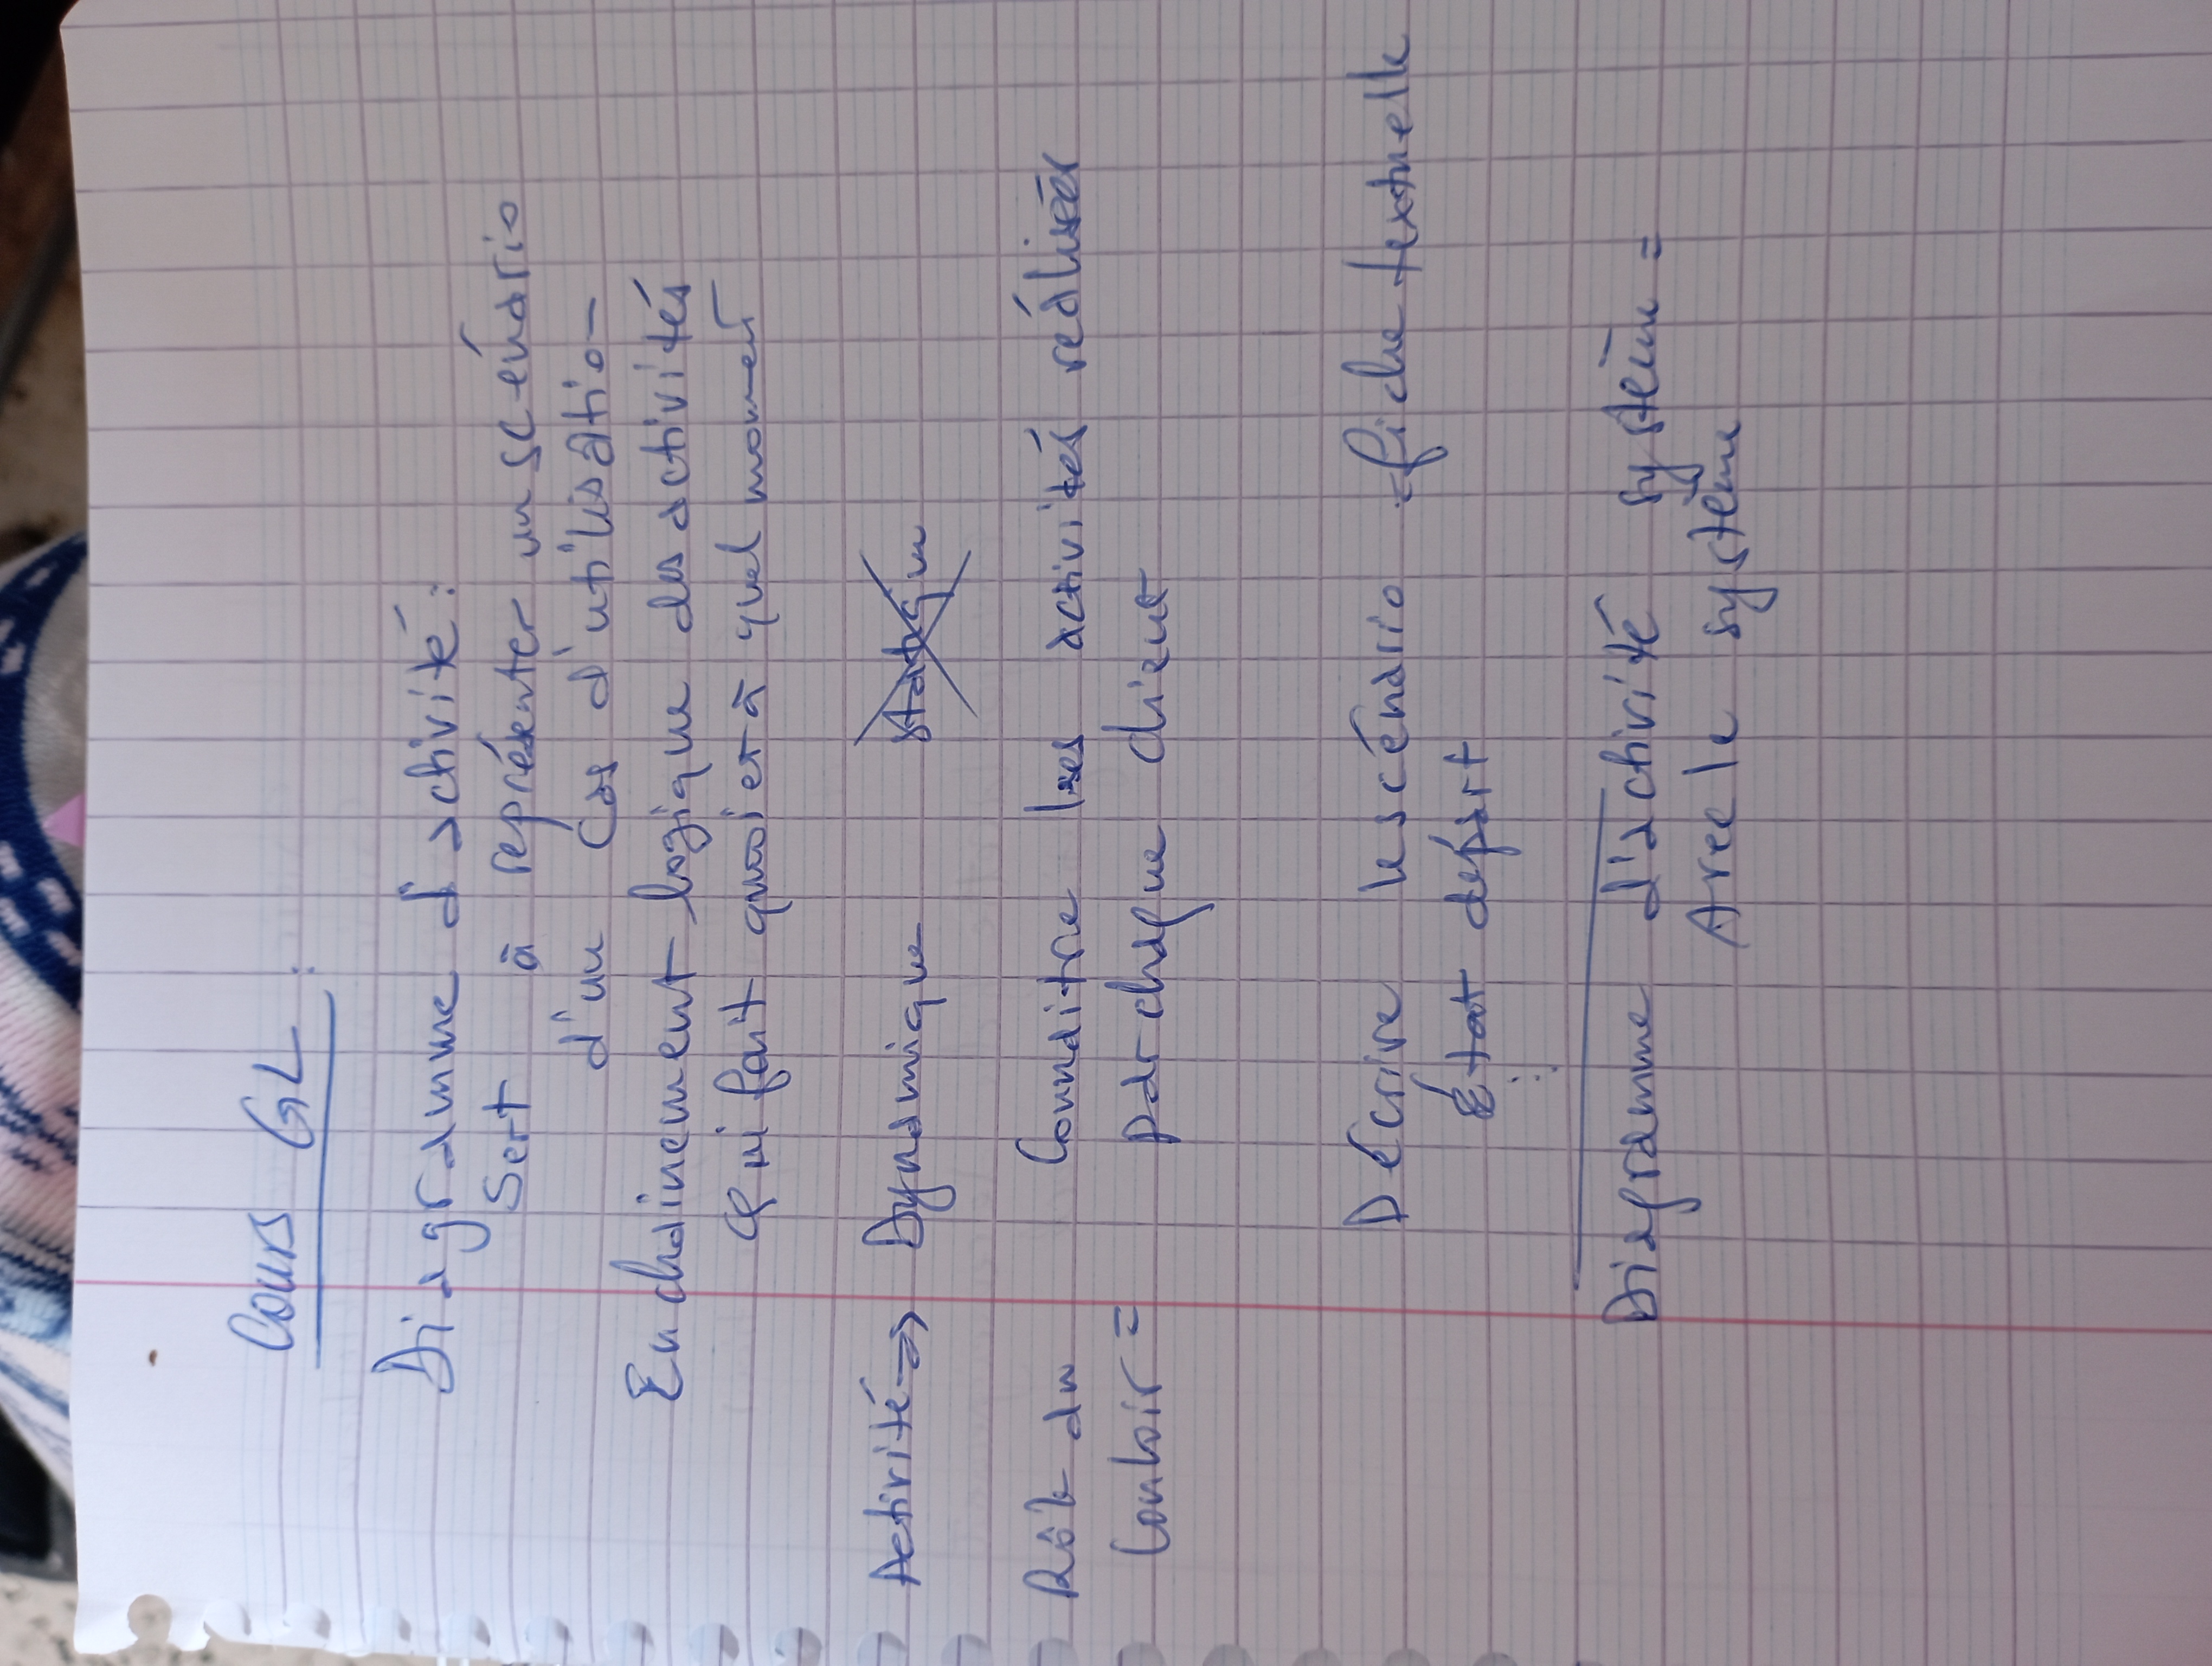 Cours GL :
Diagramme d'activité :
Sert à représenter un scénario
d'un cas d'utilisation
Enchainement logique des activités
Qui fait quoi et à quel moment
Activité => Dynamique Statique
Rôle du Connaitre les activités réalisér
Couloir = par chaque client
Décrire le scénario = fiche textuelle
État départ
:
Diagramme d'activité système =
Avec le système